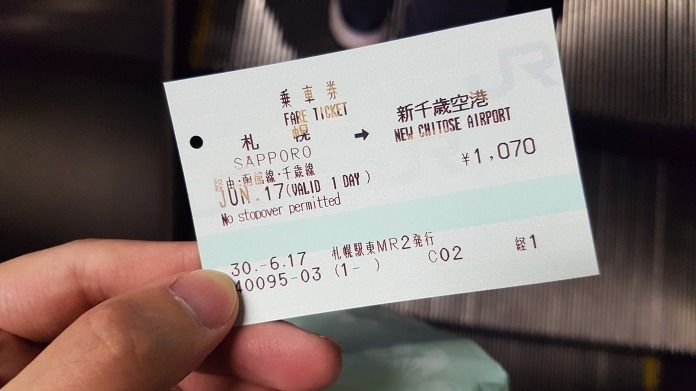 乗車券
FARE TICKET
札幌 → 新千歳空港
SAPPORO NEW CHITOSE AIRPORT
経由:函館線・千歳線
¥1,070
JUN.17(VALID 1 DAY)
No stopover permitted
30.-6.17 札幌駅東MR2発行
40095-03 (1- ) C02 経1
JR